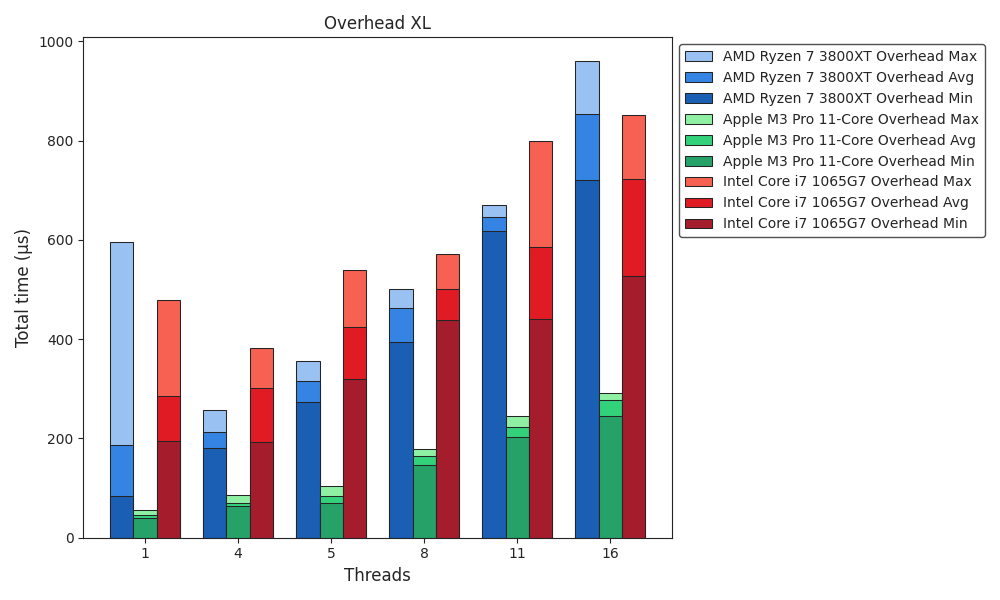 Overhead XL
1000
800
600
400
200
0
Total time (µs)
1
4
5
8
11
16
Threads
AMD Ryzen 7 3800XT Overhead Max
AMD Ryzen 7 3800XT Overhead Avg
AMD Ryzen 7 3800XT Overhead Min
Apple M3 Pro 11-Core Overhead Max
Apple M3 Pro 11-Core Overhead Avg
Apple M3 Pro 11-Core Overhead Min
Intel Core i7 1065G7 Overhead Max
Intel Core i7 1065G7 Overhead Avg
Intel Core i7 1065G7 Overhead Min